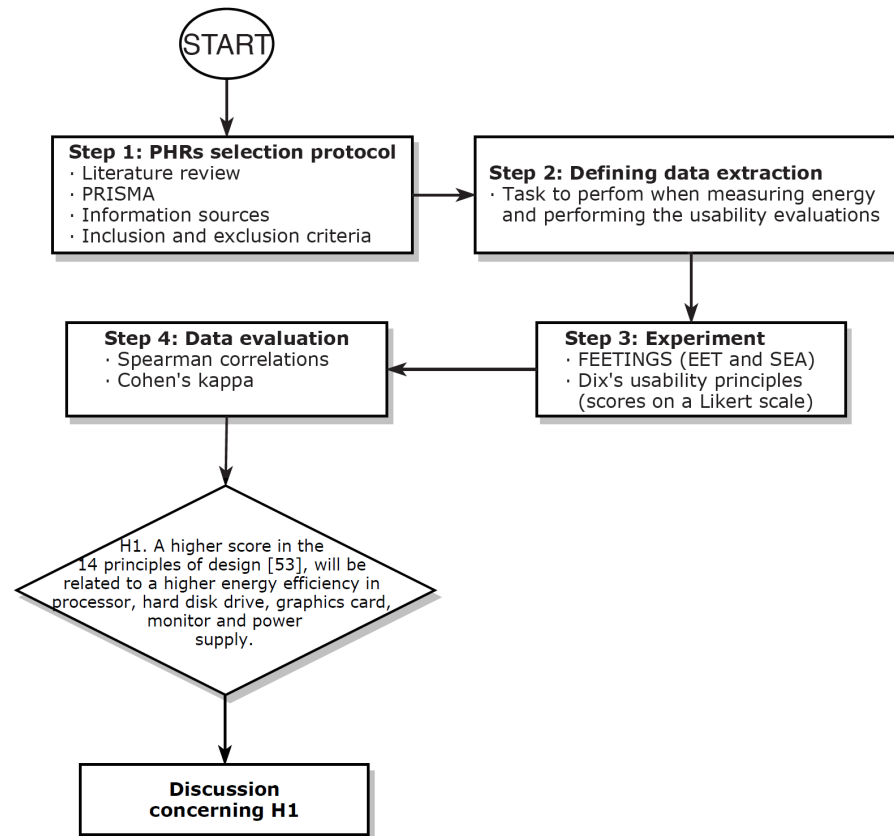 START
Step 1: PHRs selection protocol
· Literature review
· PRISMA
· Information sources
· Inclusion and exclusion criteria
Step 2: Defining data extraction
· Task to perfom when measuring energy
and performing the usability evaluations
Step 3: Experiment
· FEETINGS (EET and SEA)
· Dix's usability principles
(scores on a Likert scale)
Step 4: Data evaluation
· Spearman correlations
· Cohen's kappa
H1. A higher score in the
14 principles of design [53], will be
related to a higher energy efficiency in
processor, hard disk drive, graphics card,
monitor and power
supply.
Discussion
concerning H1